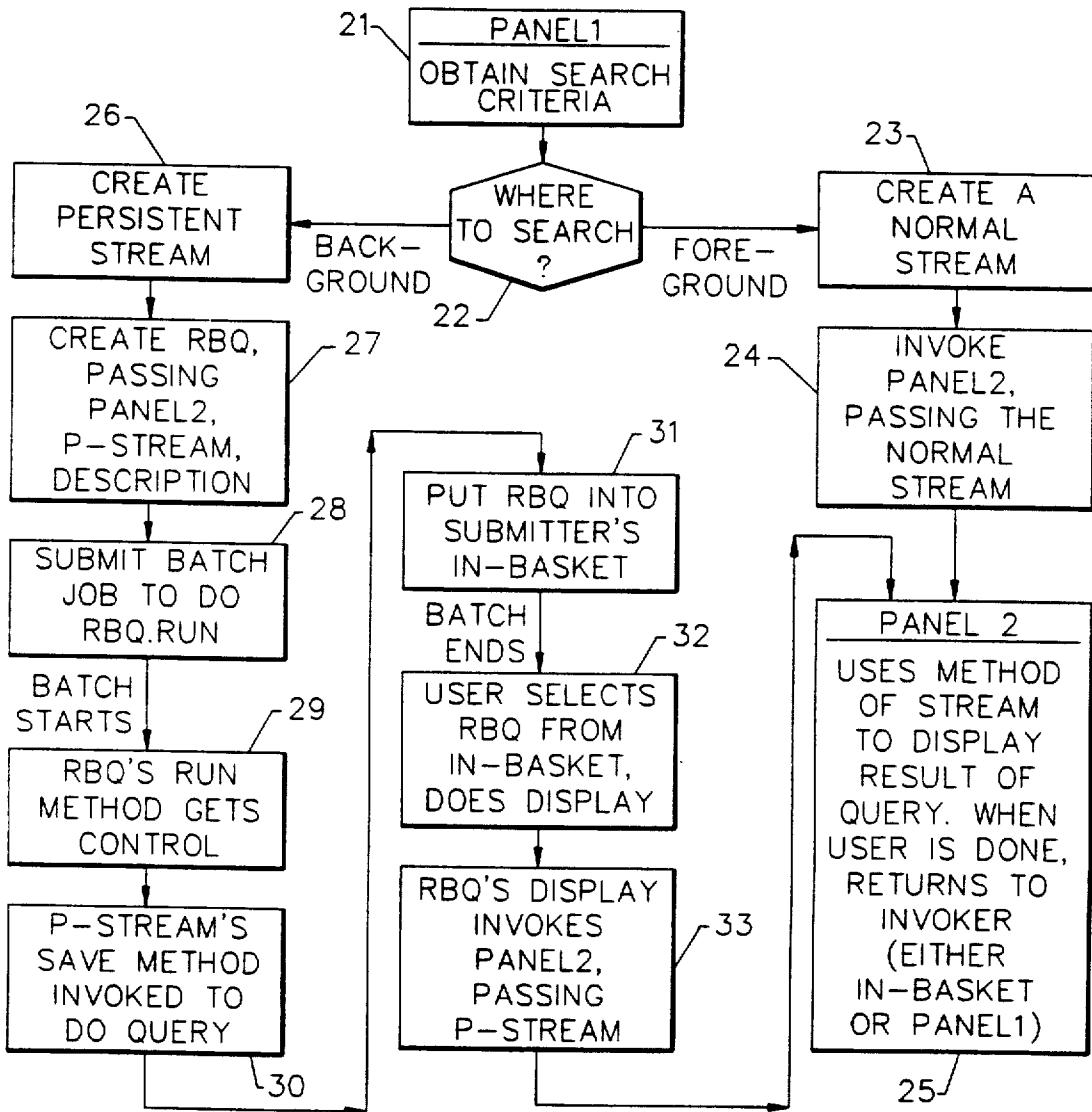 21
PANEL1
OBTAIN SEARCH
CRITERIA
22
WHERE
TO SEARCH
?
BACK-
GROUND
FORE-
GROUND
23
CREATE A
NORMAL
STREAM
24
INVOKE
PANEL2,
PASSING THE
NORMAL
STREAM
26
CREATE
PERSISTENT
STREAM
27
CREATE RBQ,
PASSING
PANEL2,
P-STREAM,
DESCRIPTION
28
SUBMIT BATCH
JOB TO DO
RBQ.RUN
BATCH
STARTS
29
RBQ'S RUN
METHOD GETS
CONTROL
P-STREAM'S
SAVE METHOD
INVOKED TO
DO QUERY
30
31
PUT RBQ INTO
SUBMITTER'S
IN-BASKET
BATCH
ENDS
32
USER SELECTS
RBQ FROM
IN-BASKET,
DOES DISPLAY
33
RBQ'S DISPLAY
INVOKES
PANEL2,
PASSING
P-STREAM
PANEL 2
USES METHOD
OF STREAM
TO DISPLAY
RESULT OF
QUERY. WHEN
USER IS DONE,
RETURNS TO
INVOKER
(EITHER
IN-BASKET
OR PANEL1)
25